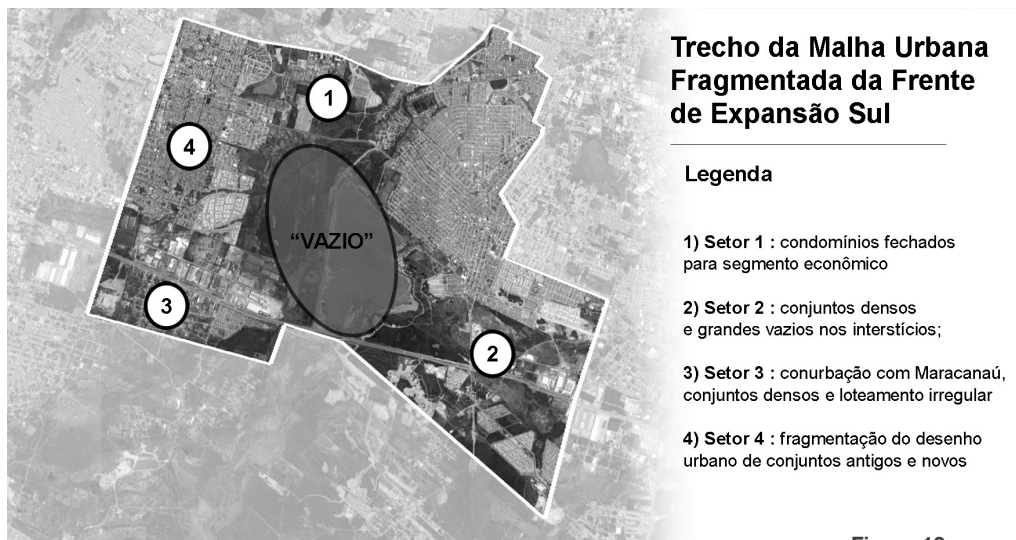 Trecho da Malha Urbana
Fragmentada da Frente
de Expansão Sul
Legenda
1) Setor 1 : condomínios fechados
para segmento econômico
2) Setor 2 : conjuntos densos
e grandes vazios nos interstícios;
3) Setor 3 : conurbação com Maracanaú,
conjuntos densos e loteamento irregular
4) Setor 4 : fragmentação do desenho
urbano de conjuntos antigos e novos
1
4
“VAZIO”
3
2